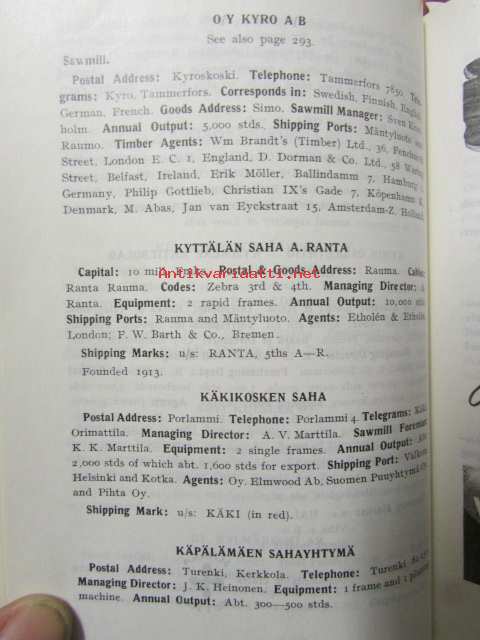 O/Y KYRO A/B
See also page 293.
Sawmill.
Postal Address: Kyroskoski. Telephone: Tammerfors 7650. Tele-
grams: Kyro, Tammerfors. Corresponds in: Swedish, Finnish, English,
German, French. Goods Address: Simo. Sawmill Manager: Sven
holm. Annual Output: 5,000 stds. Shipping Ports: Mäntyluoto and
Raumo. Timber Agents: Wm Brandt's (Timber) Ltd., 36, Fenchurch
Street, London E. C. 1, England, D. Dorman & Co. Ltd., 58
Street, Belfast, Ireland, Erik Möller, Ballindamm 7, Hamburg
Germany, Philip Gottlieb, Christian IX's Gade 7, Köpenhamn K,
Denmark, M. Abas, Jan van Eyckstraat 15, Amsterdam-Z, Holland.
KYTTÄLÄN SAHA A. RANTA
Capital: 10 mill. Fmks. Postal & Goods Address: Rauma. Cables:
Ranta Rauma. Codes: Zebra 3rd & 4th. Managing Director: A.
Ranta. Equipment: 2 rapid frames. Annual Output: 10,000 stds.
Shipping Ports: Rauma and Mäntyluoto. Agents: Etholén & Etholén,
London; F. W. Barth & Co., Bremen.
Shipping Marks: u/s: RANTA, 5ths A—R.
Founded 1913.
KÄKIKOSKEN SAHA
Postal Address: Porlammi. Telephone: Porlammi 4. Telegrams: Käki,
Orimattila. Managing Director: A. V. Marttila. Sawmill Foreman:
K. K. Marttila. Equipment: 2 single frames. Annual Output: Abt.
2,000 stds of which abt. 1,600 stds for export. Shipping Port: Valkom,
Helsinki and Kotka. Agents: Oy. Elmwood Ab, Suomen Puuyhtymä Oy
and Pihta Oy.
Shipping Mark: u/s: KÄKI (in red).
KÄPÄLÄMÄEN SAHAYHTYMÄ
Postal Address: Turenki, Kerkkola. Telephone: Turenki
Managing Director: J. K. Heinonen. Equipment: 1 frame and 1 planing
machine. Annual Output: Abt. 300—500 stds.
Antikvariaatti.net